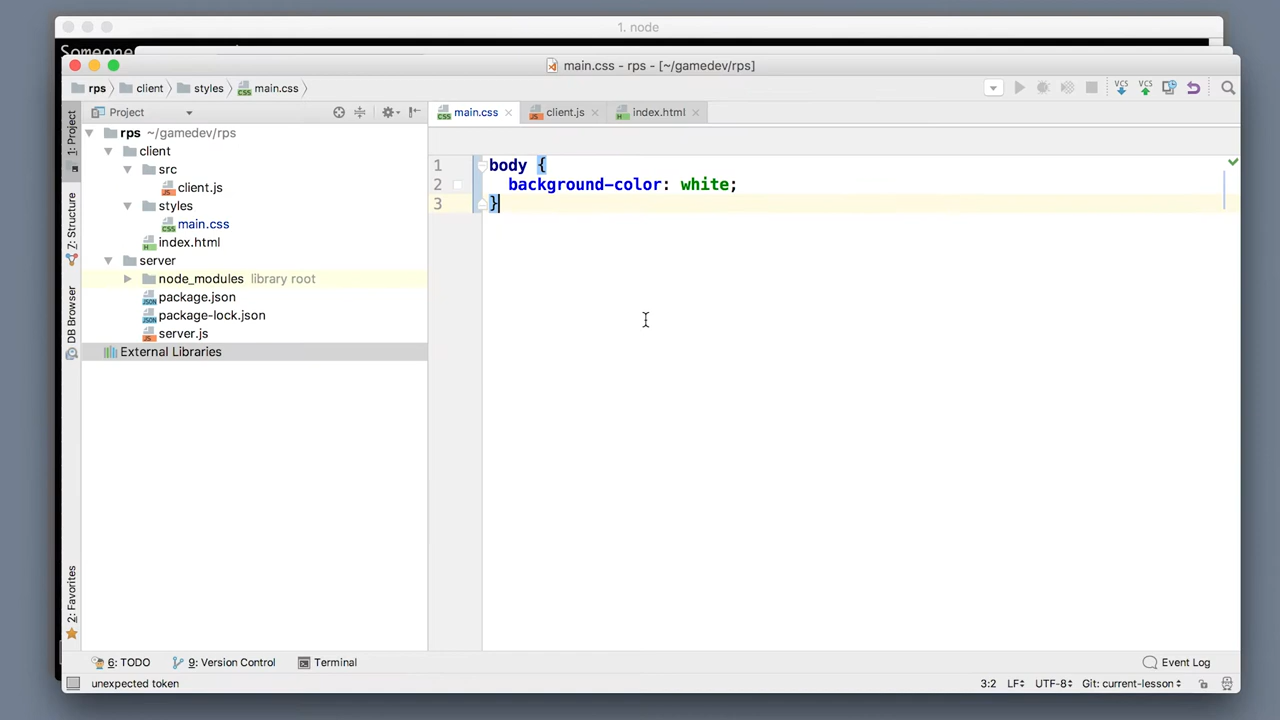 1. node
Someone
main.css - rps - [~/gamedev/rps]
rps client styles main.css
VCS VCS
Project
main.css client.js index.html
1: Project
7: Structure
DB Browser
2: Favorites
rps ~/gamedev/rps
client
src
client.js
styles
main.css
index.html
server
node_modules library root
package.json
package-lock.json
server.js
External Libraries
1 body {
2 background-color: white;
3 }
6: TODO 9: Version Control Terminal Event Log
unexpected token 3:2 LF UTF-8 Git: current-lesson